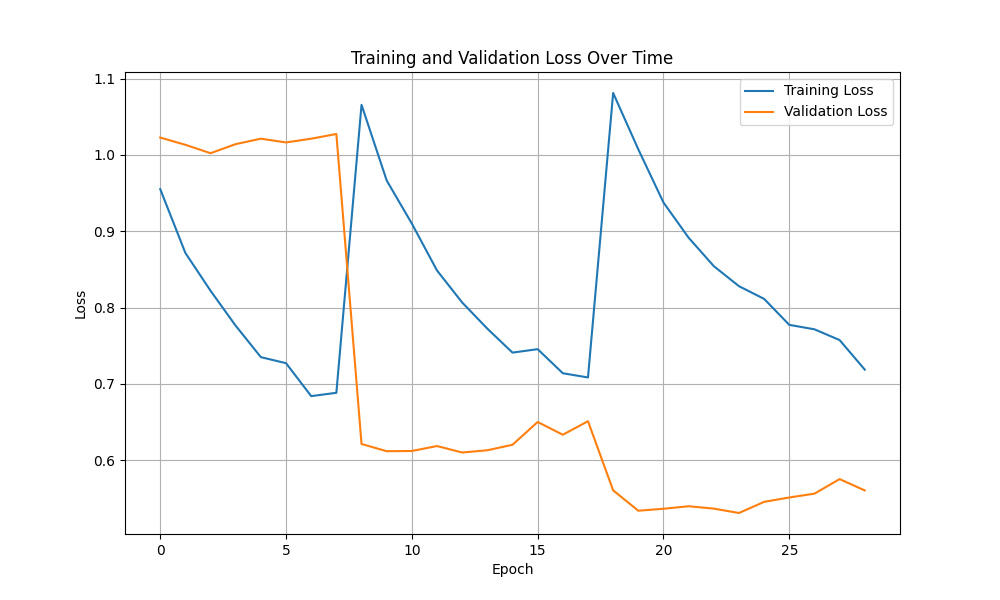 Training and Validation Loss Over Time
Training Loss
Validation Loss
1.1
1.0
0.9
0.8
0.7
0.6
Loss
0 5 10 15 20 25
Epoch